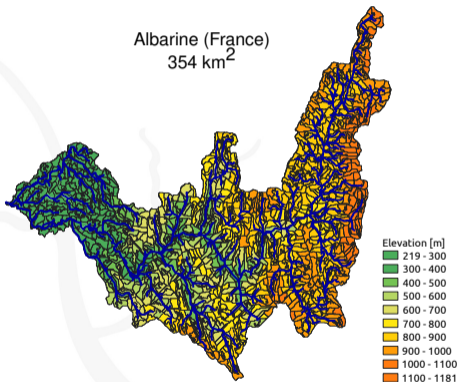 Albarine (France)
354 km2
Elevation [m]
219 - 300
300 - 400
400 - 500
500 - 600
600 - 700
700 - 800
800 - 900
900 - 1000
1000 - 1100
1100 - 1181